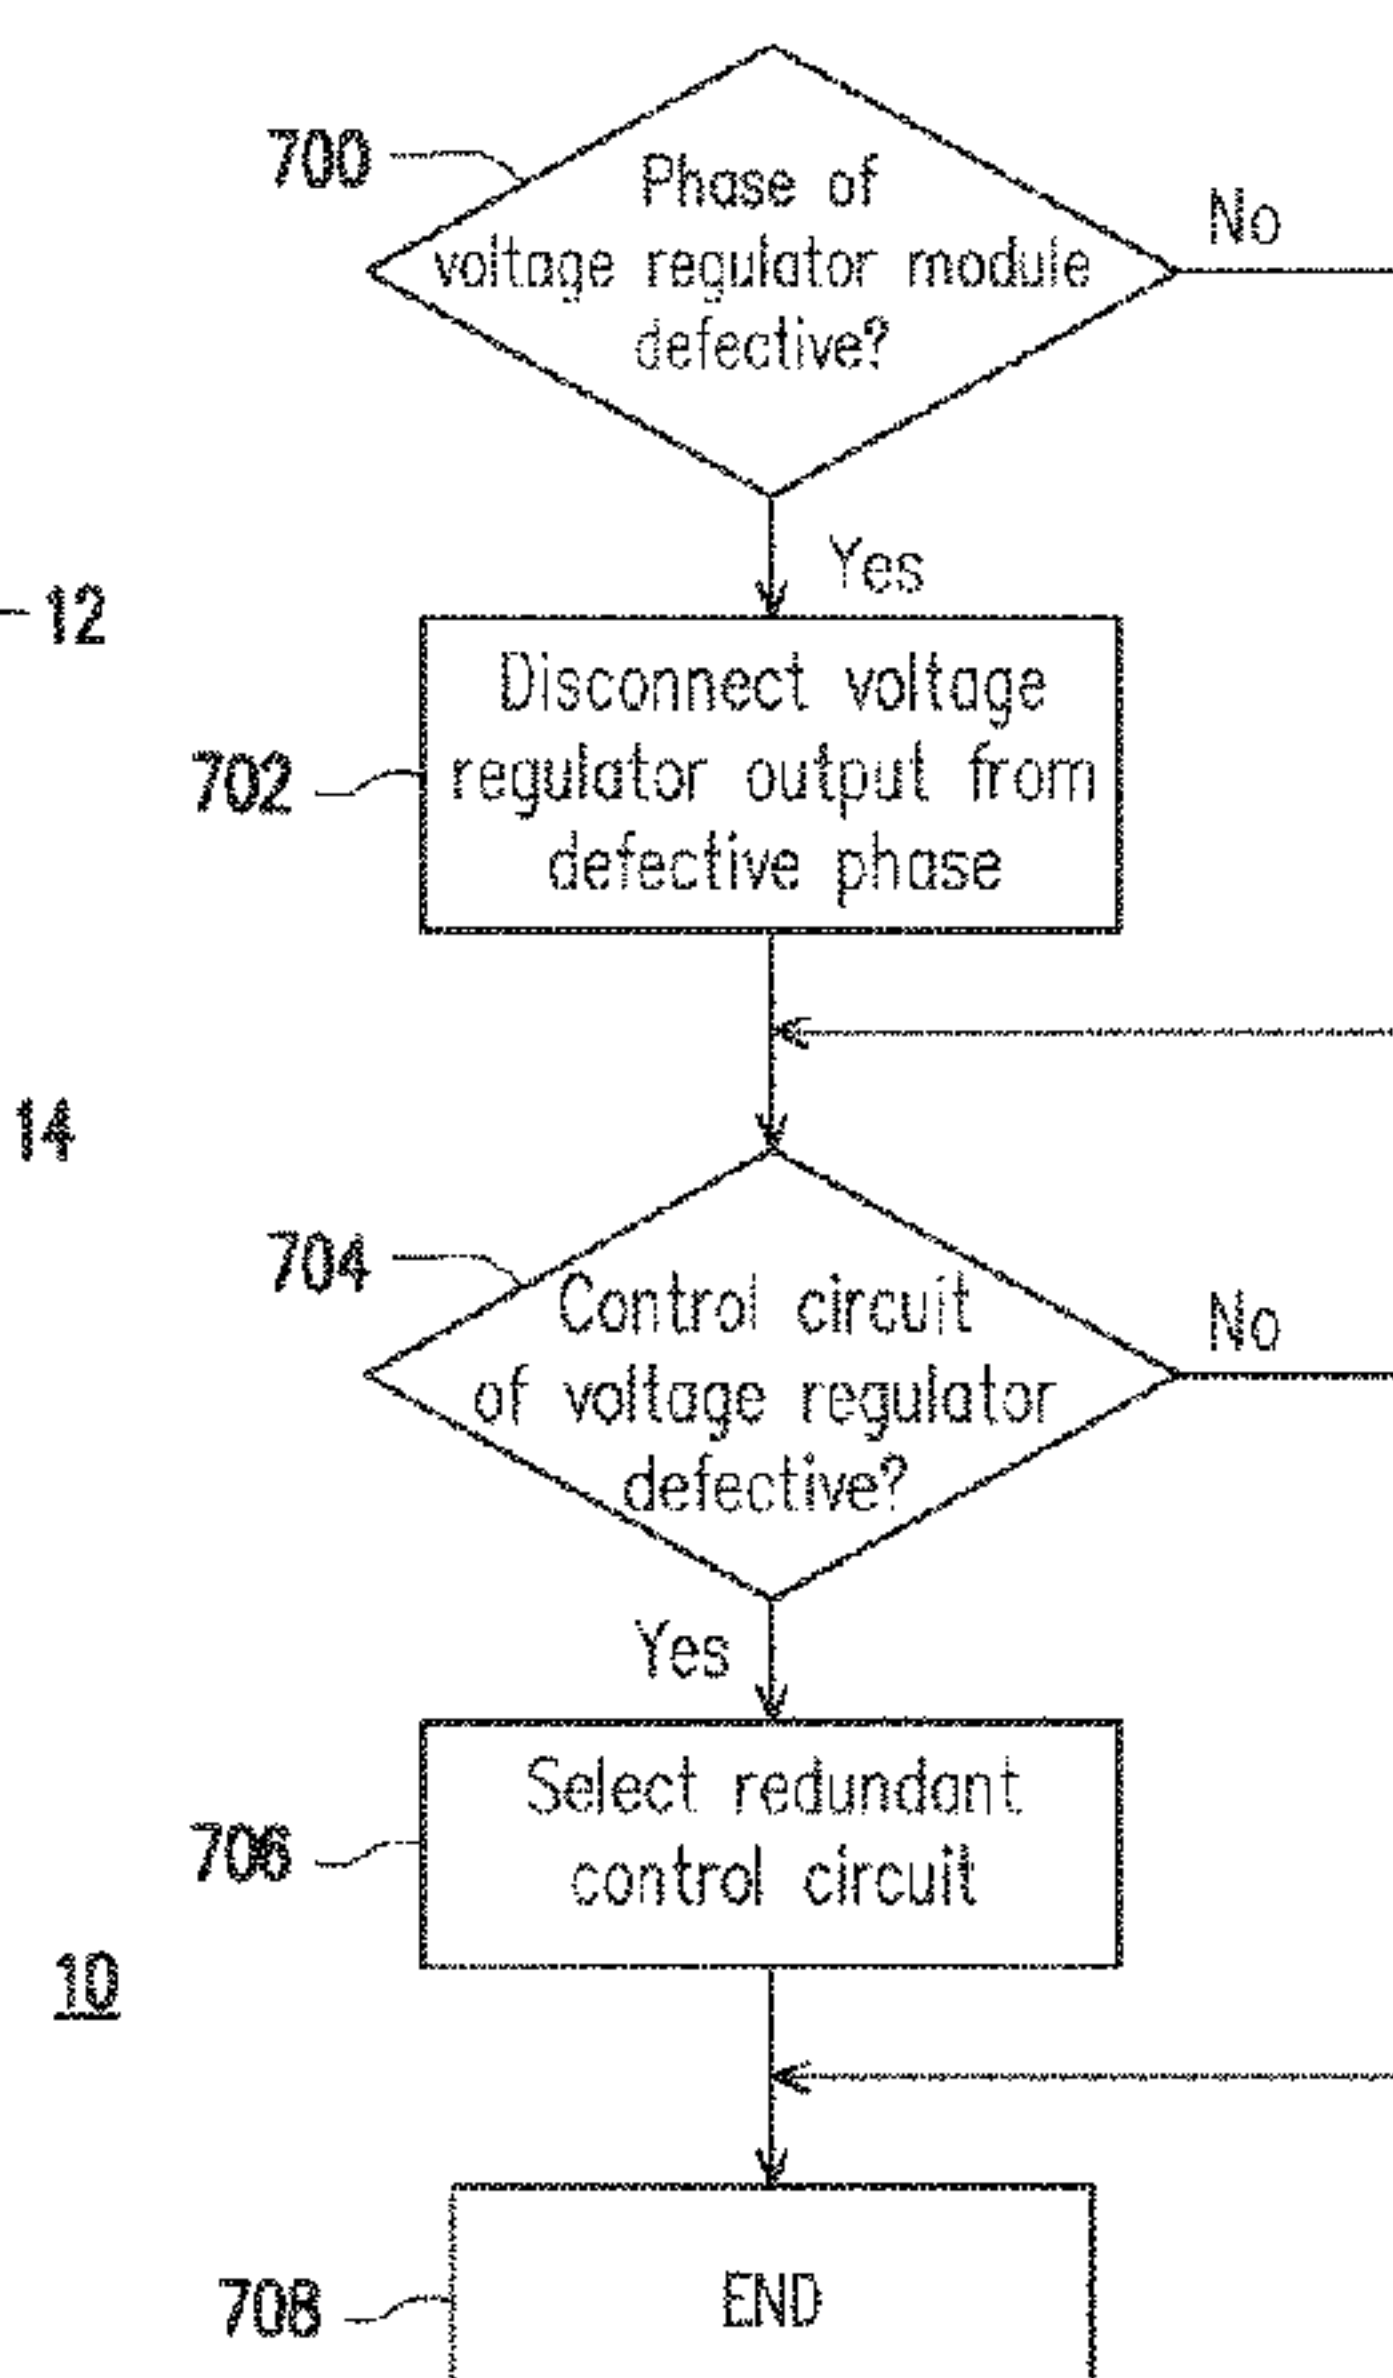 700
Phase of
voltage regulator module
defective?
No
Yes
12
Disconnect voltage
regulator output from
defective phase
702
14
704
Control circuit
of voltage regulator
defective?
No
Yes
Select redundant
control circuit
706
10
END
708